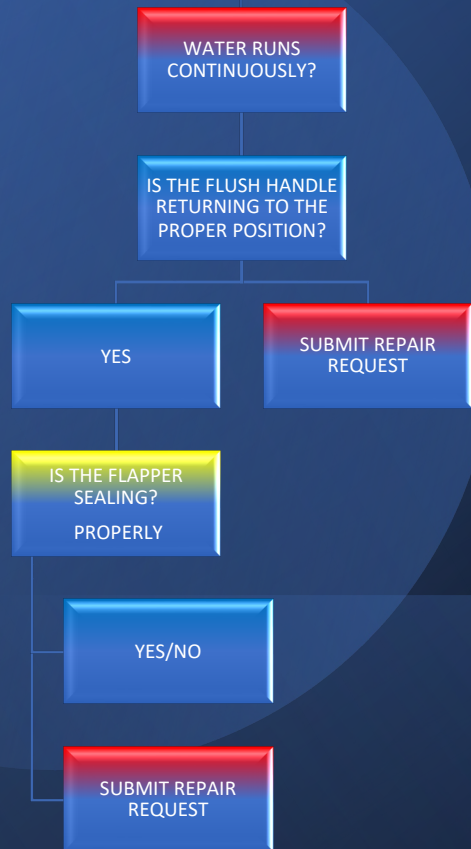 WATER RUNS
CONTINUOUSLY?
IS THE FLUSH HANDLE
RETURNING TO THE
PROPER POSITION?
YES
SUBMIT REPAIR
REQUEST
IS THE FLAPPER
SEALING?
PROPERLY
YES/NO
SUBMIT REPAIR
REQUEST